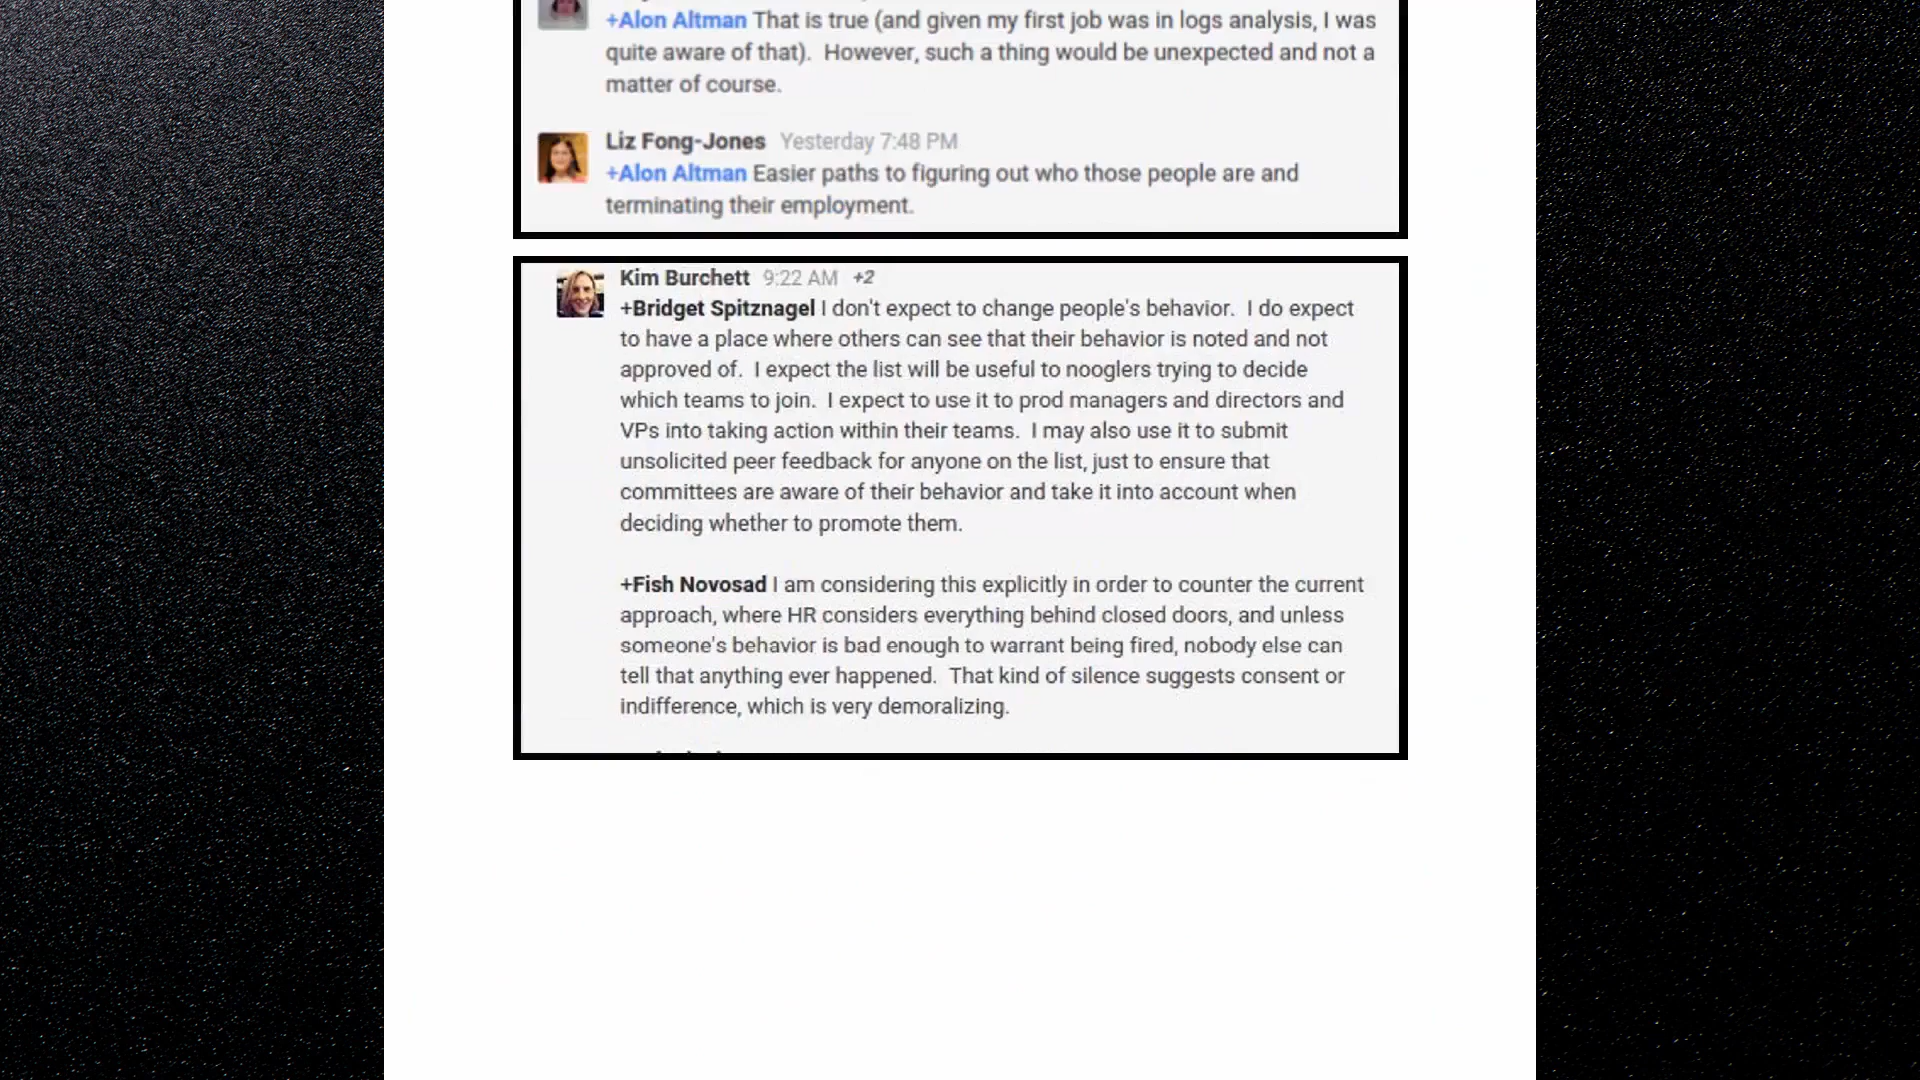 +Alon Altman That is true (and given my first job was in logs analysis, I was
quite aware of that).  However, such a thing would be unexpected and not a
matter of course.
Liz Fong-Jones Yesterday 7:48 PM
+Alon Altman Easier paths to figuring out who those people are and
terminating their employment.
Kim Burchett 9:22 AM +2
+Bridget Spitznagel I don't expect to change people's behavior.  I do expect
to have a place where others can see that their behavior is noted and not
approved of.  I expect the list will be useful to nooglers trying to decide
which teams to join.  I expect to use it to prod managers and directors and
VPs into taking action within their teams.  I may also use it to submit
unsolicited peer feedback for anyone on the list, just to ensure that
committees are aware of their behavior and take it into account when
deciding whether to promote them.
+Fish Novosad I am considering this explicitly in order to counter the current
approach, where HR considers everything behind closed doors, and unless
someone's behavior is bad enough to warrant being fired, nobody else can
tell that anything ever happened.  That kind of silence suggests consent or
indifference, which is very demoralizing.